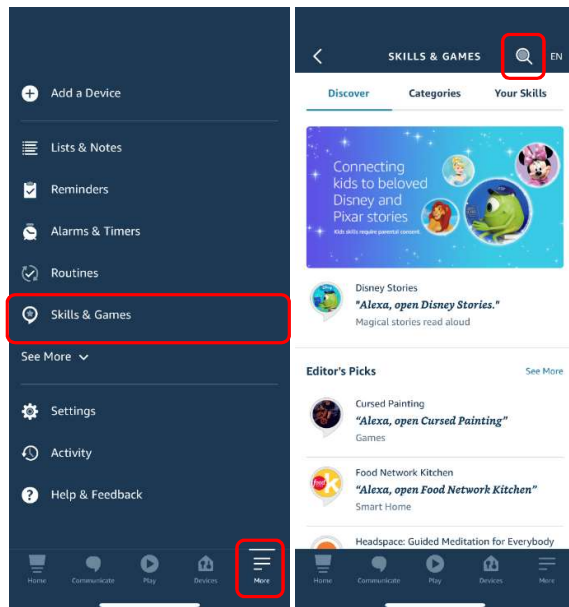 Add a Device
Lists & Notes
Reminders
Alarms & Timers
Routines
Skills & Games
See More
Settings
Activity
Help & Feedback
Home
Communicate
Play
Devices
More
SKILLS & GAMES
EN
Discover
Categories
Your Skills
Connecting
kids to beloved
Disney and
Pixar stories
Kids skills require parental consent.
Disney Stories
"Alexa, open Disney Stories."
Magical stories read aloud
Editor's Picks
See More
Cursed Painting
“Alexa, open Cursed Painting”
Games
food
Food Network Kitchen
“Alexa, open Food Network Kitchen”
Smart Home
Headspace: Guided Meditation for Everybody
Home
Communicate
Play
Devices
More